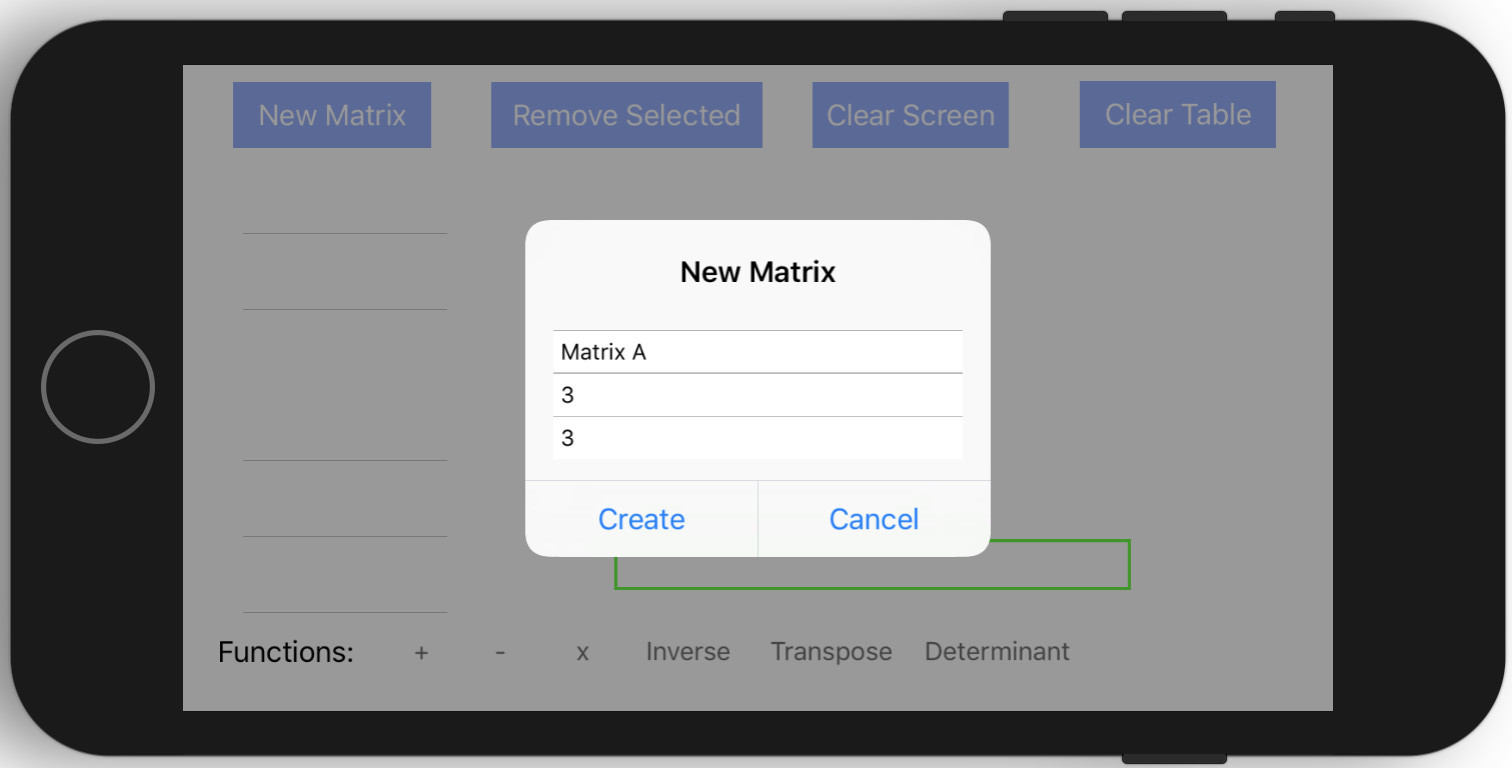 New Matrix Remove Selected Clear Screen Clear Table
New Matrix
Matrix A
3
3
Create Cancel
Functions: + - x Inverse Transpose Determinant